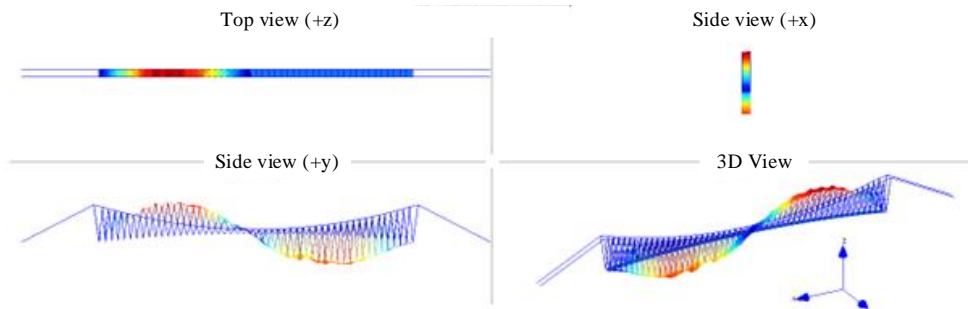 Top view (+z)
Side view (+x)
Side view (+y)
3D View
z